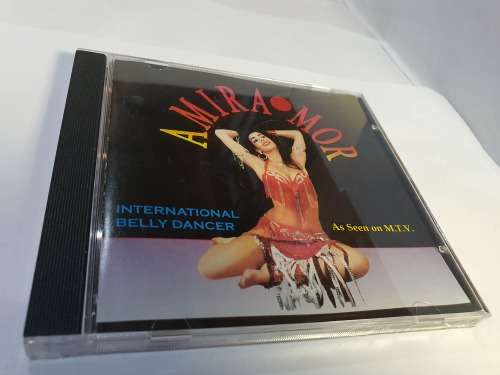 AMIRA MOR
INTERNATIONAL
BELLY DANCER
As Seen on M.T.V.